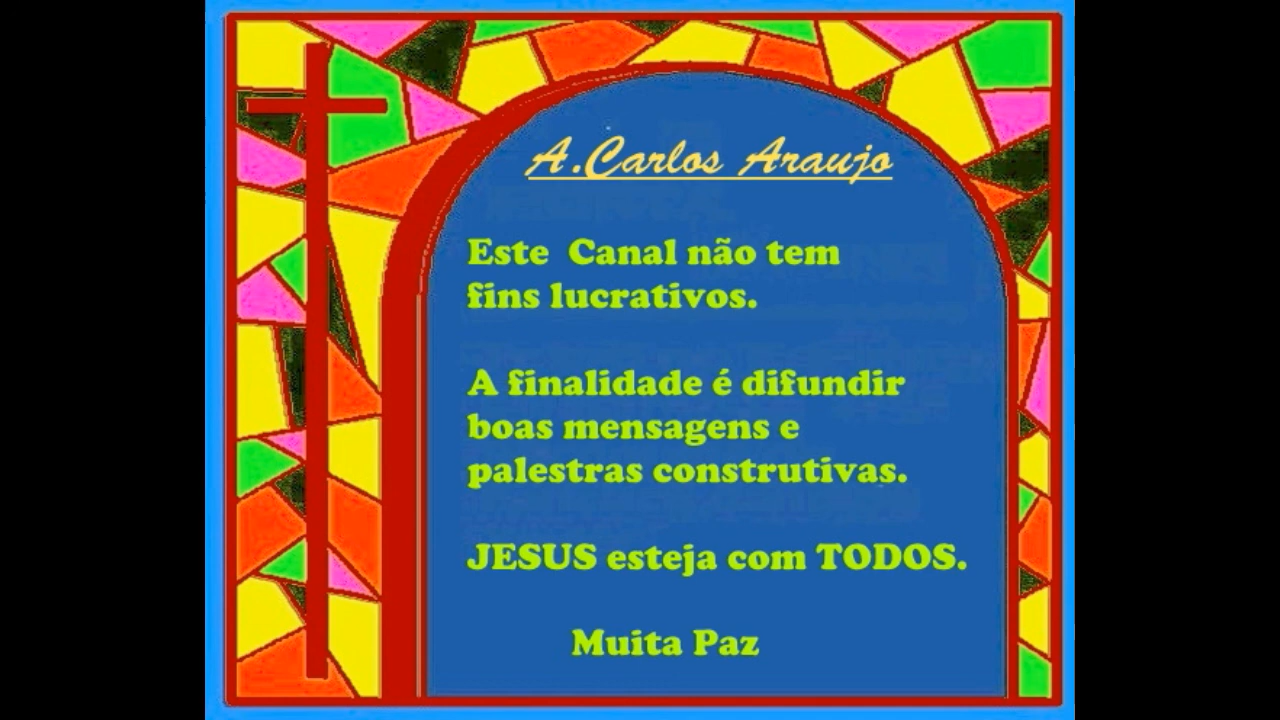 A.Carlos Araujo
Este Canal não tem
fins lucrativos.
A finalidade é difundir
boas mensagens e
palestras construtivas.
JESUS esteja com TODOS.
Muita Paz